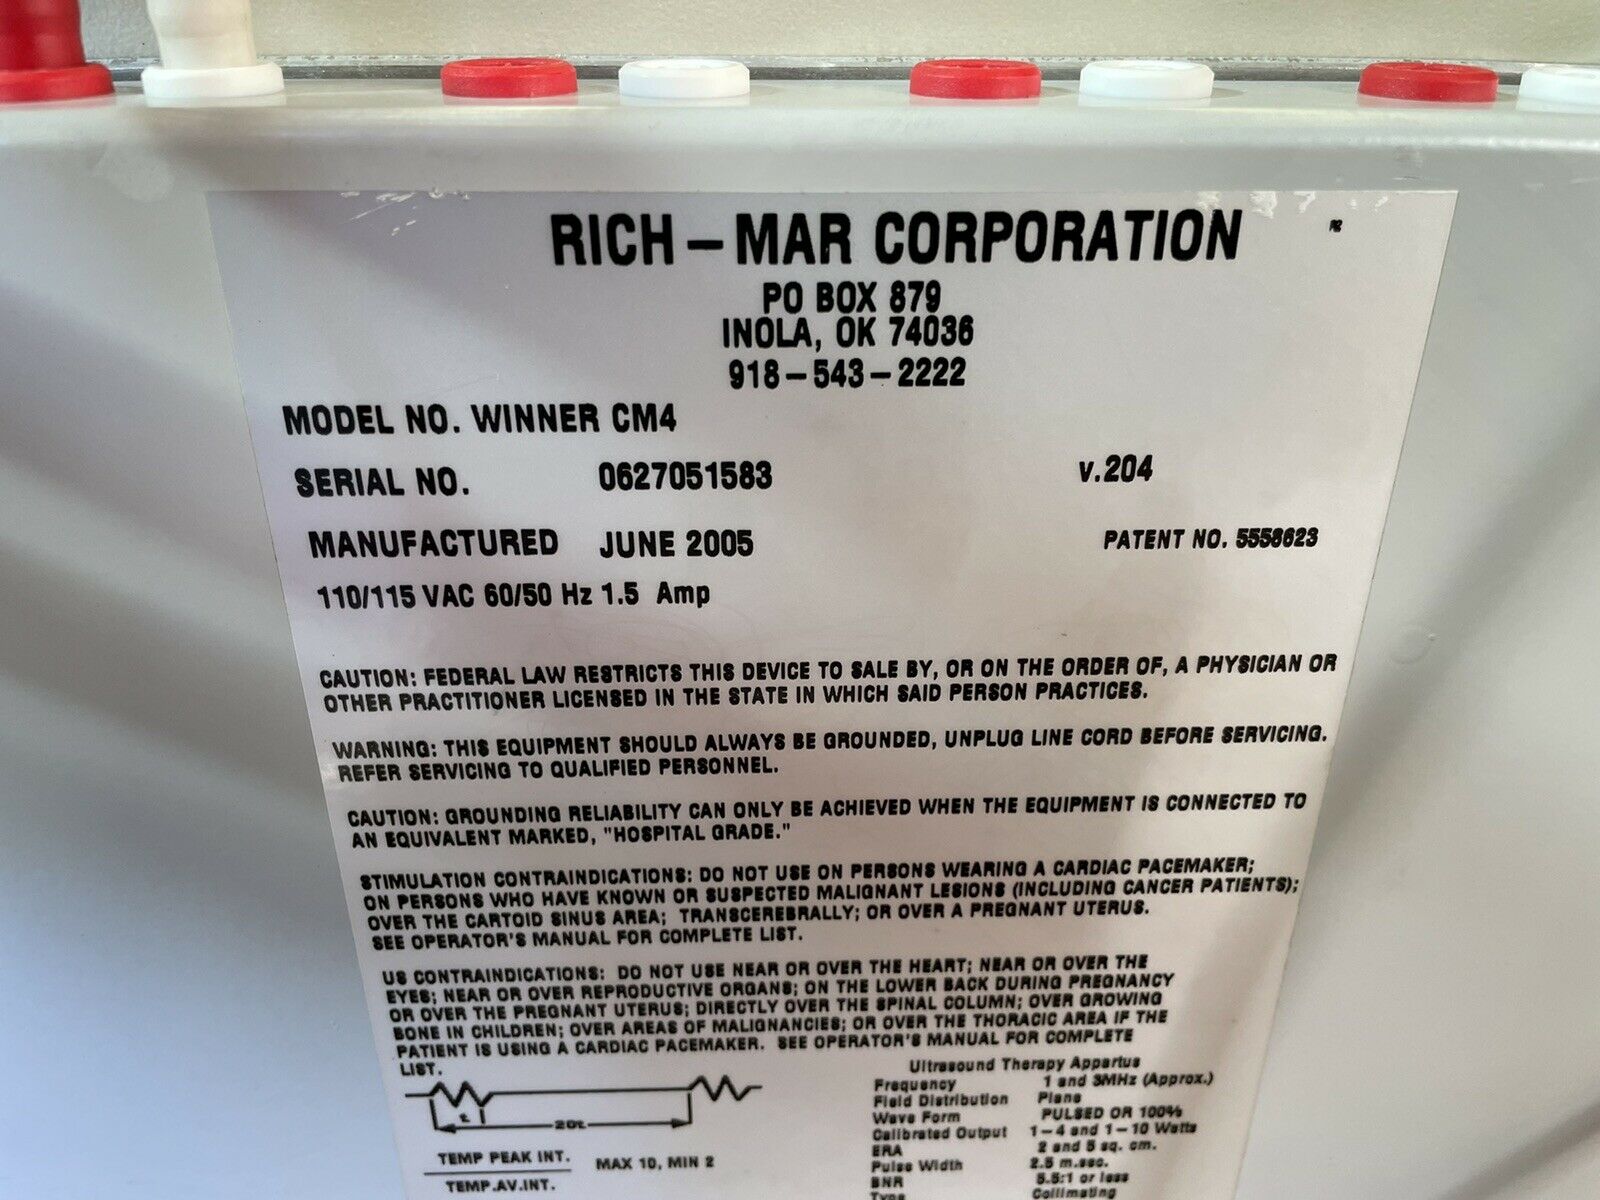 RICH-MAR CORPORATION
PO BOX 879
INOLA, OK 74036
918-543-2222
MODEL NO. WINNER CM4
SERIAL NO. 0627051583 v.204
MANUFACTURED JUNE 2005 PATENT NO. 5558623
110/115 VAC 60/50 Hz 1.5 Amp
CAUTION: FEDERAL LAW RESTRICTS THIS DEVICE TO SALE BY, OR ON THE ORDER OF, A PHYSICIAN OR
OTHER PRACTITIONER LICENSED IN THE STATE IN WHICH SAID PERSON PRACTICES.
WARNING: THIS EQUIPMENT SHOULD ALWAYS BE GROUNDED, UNPLUG LINE CORD BEFORE SERVICING.
REFER SERVICING TO QUALIFIED PERSONNEL.
CAUTION: GROUNDING RELIABILITY CAN ONLY BE ACHIEVED WHEN THE EQUIPMENT IS CONNECTED TO
AN EQUIVALENT MARKED, "HOSPITAL GRADE."
STIMULATION CONTRAINDICATIONS: DO NOT USE ON PERSONS WEARING A CARDIAC PACEMAKER;
ON PERSONS WHO HAVE KNOWN OR SUSPECTED MALIGNANT LESIONS (INCLUDING CANCER PATIENTS);
OVER THE CARTOID SINUS AREA; TRANSCEREBRALLY; OR OVER A PREGNANT UTERUS.
SEE OPERATOR'S MANUAL FOR COMPLETE LIST.
US CONTRAINDICATIONS: DO NOT USE NEAR OR OVER THE HEART; NEAR OR OVER THE
EYES; NEAR OR OVER REPRODUCTIVE ORGANS; ON THE LOWER BACK DURING PREGNANCY
OR OVER THE PREGNANT UTERUS; DIRECTLY OVER THE SPINAL COLUMN; OVER GROWING
BONE IN CHILDREN; OVER AREAS OF MALIGNANCIES; OR OVER THE THORACIC AREA IF THE
PATIENT IS USING A CARDIAC PACEMAKER. SEE OPERATOR'S MANUAL FOR COMPLETE
LIST.
t
20t
TEMP PEAK INT.
TEMP.AV.INT.
MAX 10, MIN 2
Ultrasound Therapy Appartus
Frequency 1 and 3MHz (Approx.)
Field Distribution Plane
Wave Form PULSED OR 100%
Calibrated Output 1-4 and 1-10 Watts
ERA 2 and 5 sq. cm.
Pulse Width 2.5 m.sec.
BNR 5.5:1 or less
Type Collimating